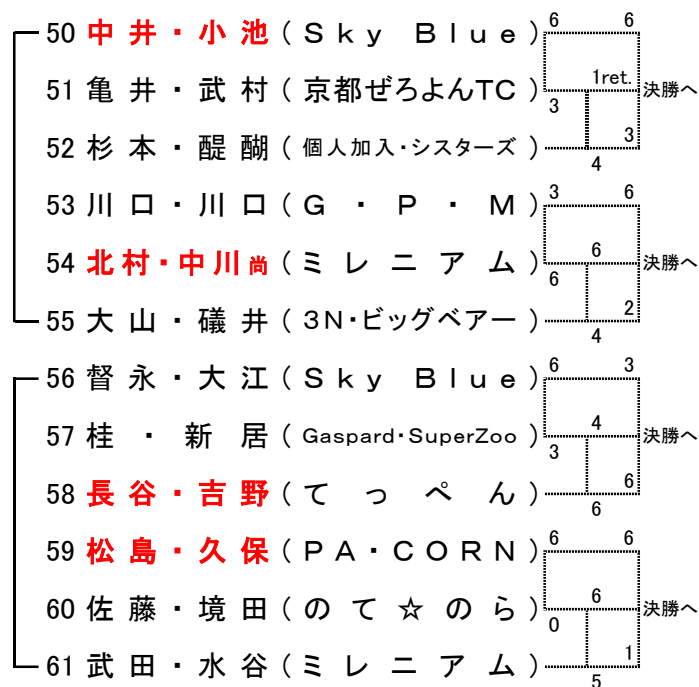 50 中井・小池 (Sky Blue) 6 6
51 亀井・武村 (京都ぜろよんTC) 3 1ret. 決勝へ
52 杉本・醍醐 (個人加入・シスターズ) 4 3
53 川口・川口 (G・P・M) 3 6
54 北村・中川尚 (ミレニアム) 6 6 決勝へ
55 大山・礒井 (3N・ビッグベアー) 4 2
56 督永・大江 (Sky Blue) 6 3
57 桂・新居 (Gaspard・SuperZoo) 3 4 決勝へ
58 長谷・吉野 (てっぺん) 6 6
59 松島・久保 (PA・CORN) 6 6
60 佐藤・境田 (のて☆のら) 0 6 決勝へ
61 武田・水谷 (ミレニアム) 5 1